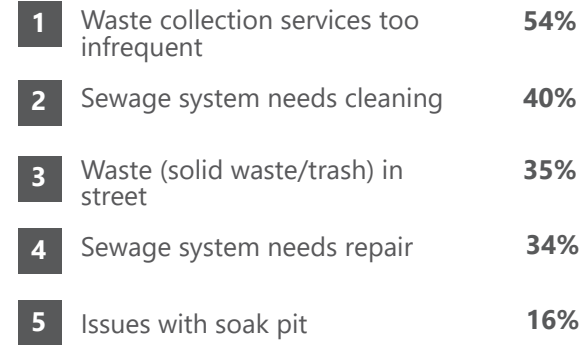 1 Waste collection services too 54%
infrequent
2 Sewage system needs cleaning 40%
3 Waste (solid waste/trash) in 35%
street
4 Sewage system needs repair 34%
5 Issues with soak pit 16%